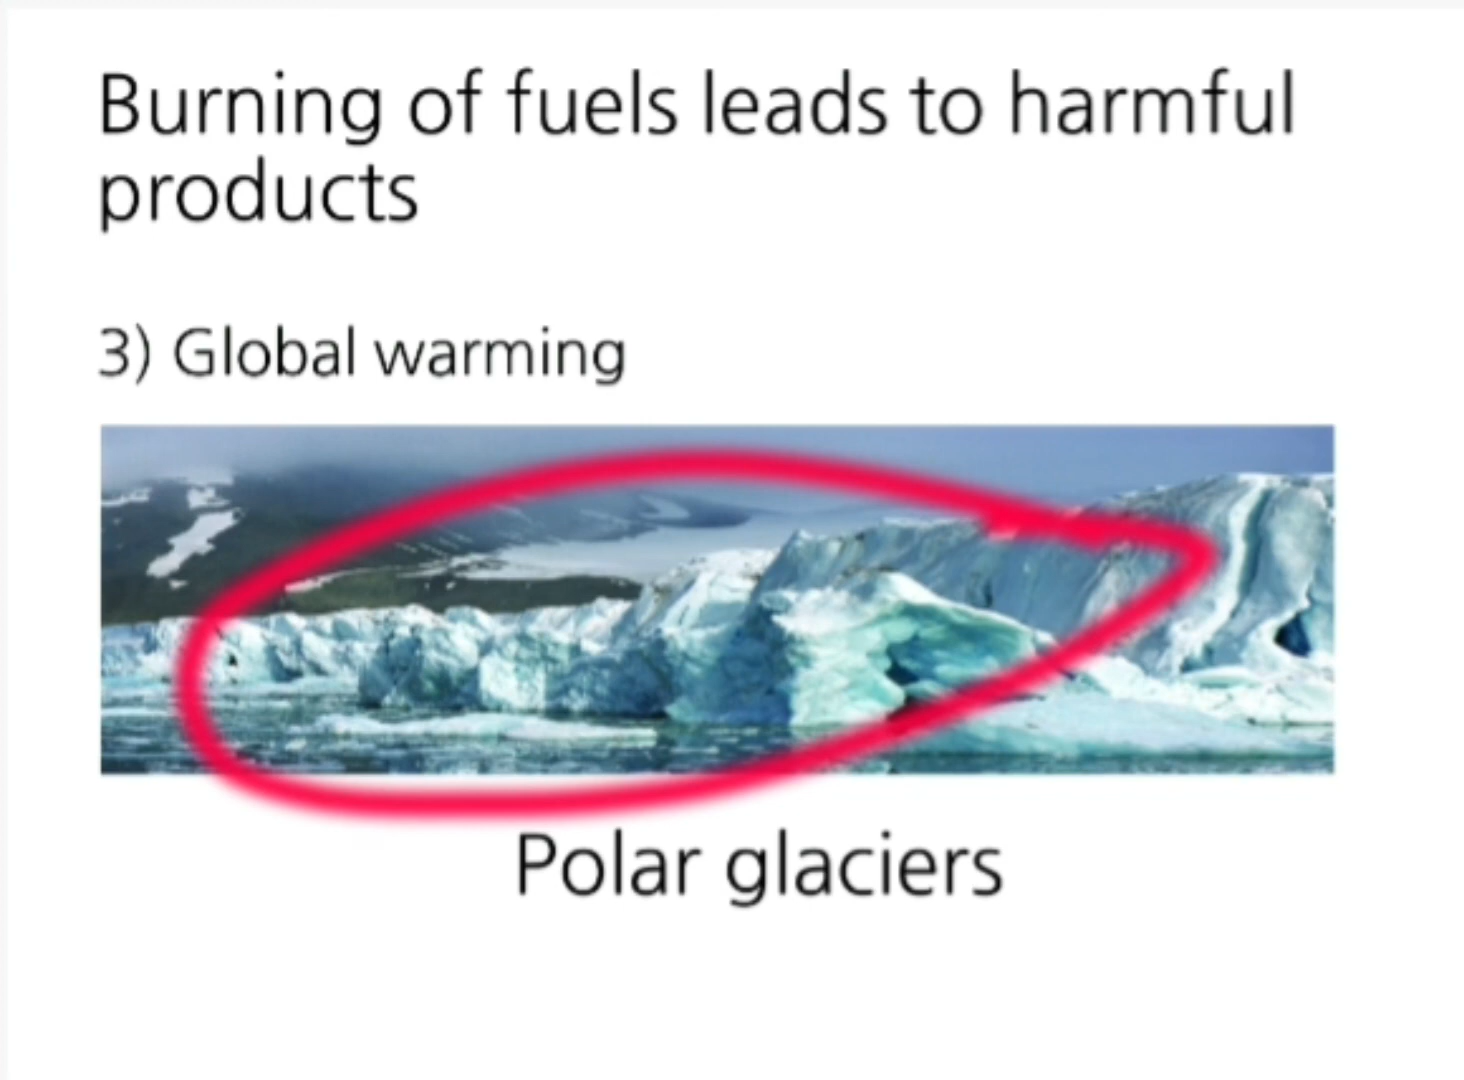 Burning of fuels leads to harmful
products
3) Global warming
Polar glaciers